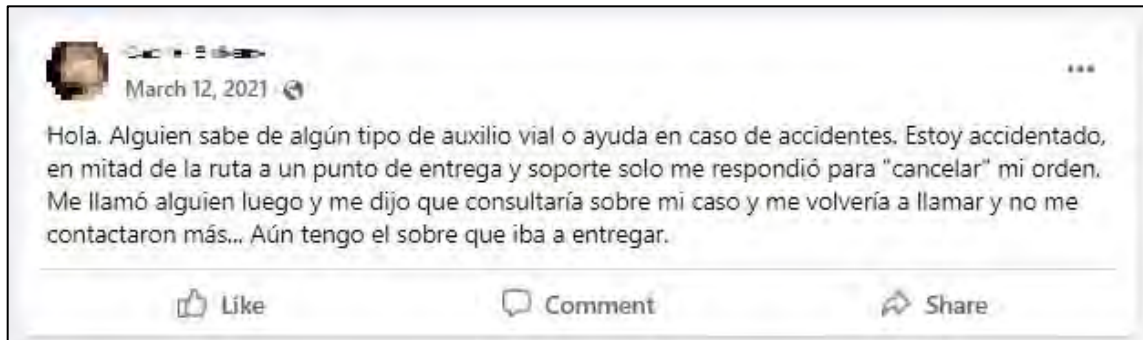 March 12, 2021
Hola. Alguien sabe de algún tipo de auxilio vial o ayuda en caso de accidentes. Estoy accidentado,
en mitad de la ruta a un punto de entrega y soporte solo me respondió para "cancelar" mi orden.
Me llamó alguien luego y me dijo que consultaría sobre mi caso y me volvería a llamar y no me
contactaron más... Aún tengo el sobre que iba a entregar.
Like Comment Share